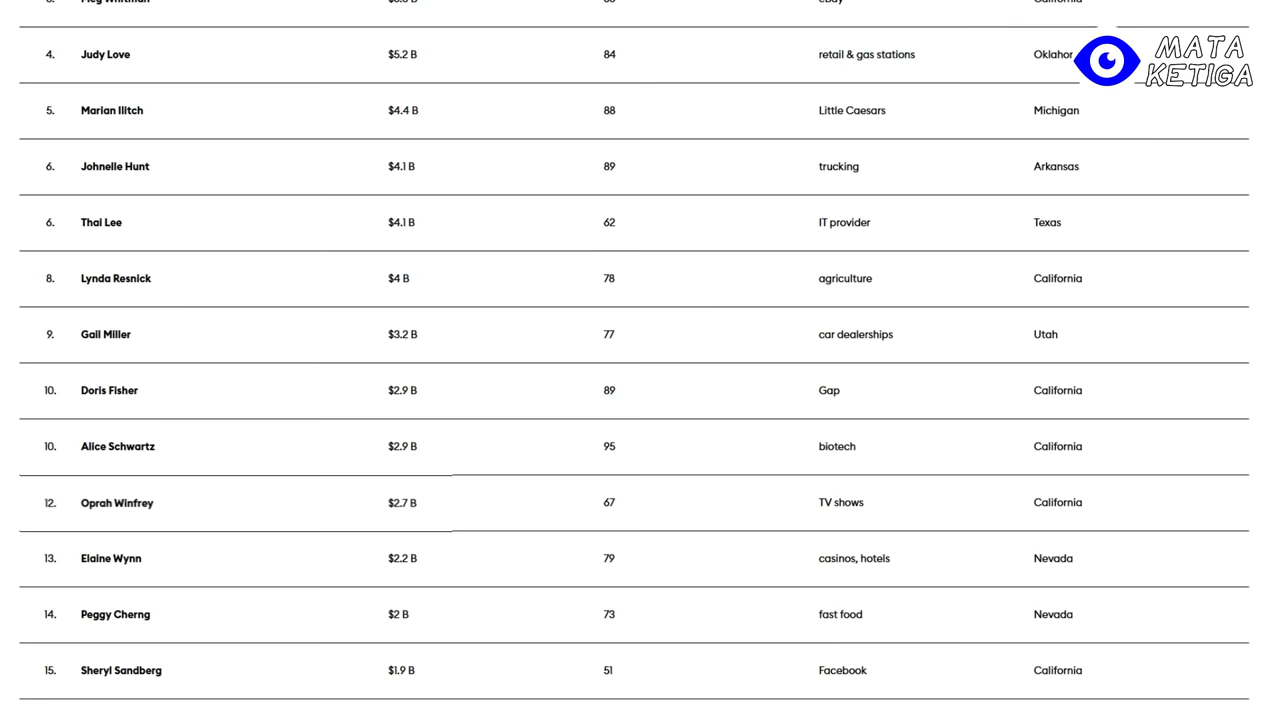 4. Judy Love $5.2 B 84 retail & gas stations
5. Marian Ilitch $4.4 B 88 Little Caesars Michigan
6. Johnelle Hunt $4.1 B 89 trucking Arkansas
6. Thai Lee $4.1 B 62 IT provider Texas
8. Lynda Resnick $4 B 78 agriculture California
9. Gail Miller $3.2 B 77 car dealerships Utah
10. Doris Fisher $2.9 B 89 Gap California
10. Alice Schwartz $2.9 B 95 biotech California
12. Oprah Winfrey $2.7 B 67 TV shows California
13. Elaine Wynn $2.2 B 79 casinos, hotels Nevada
14. Peggy Cherng $2 B 73 fast food Nevada
15. Sheryl Sandberg $1.9 B 51 Facebook California
MATA
KETIGA